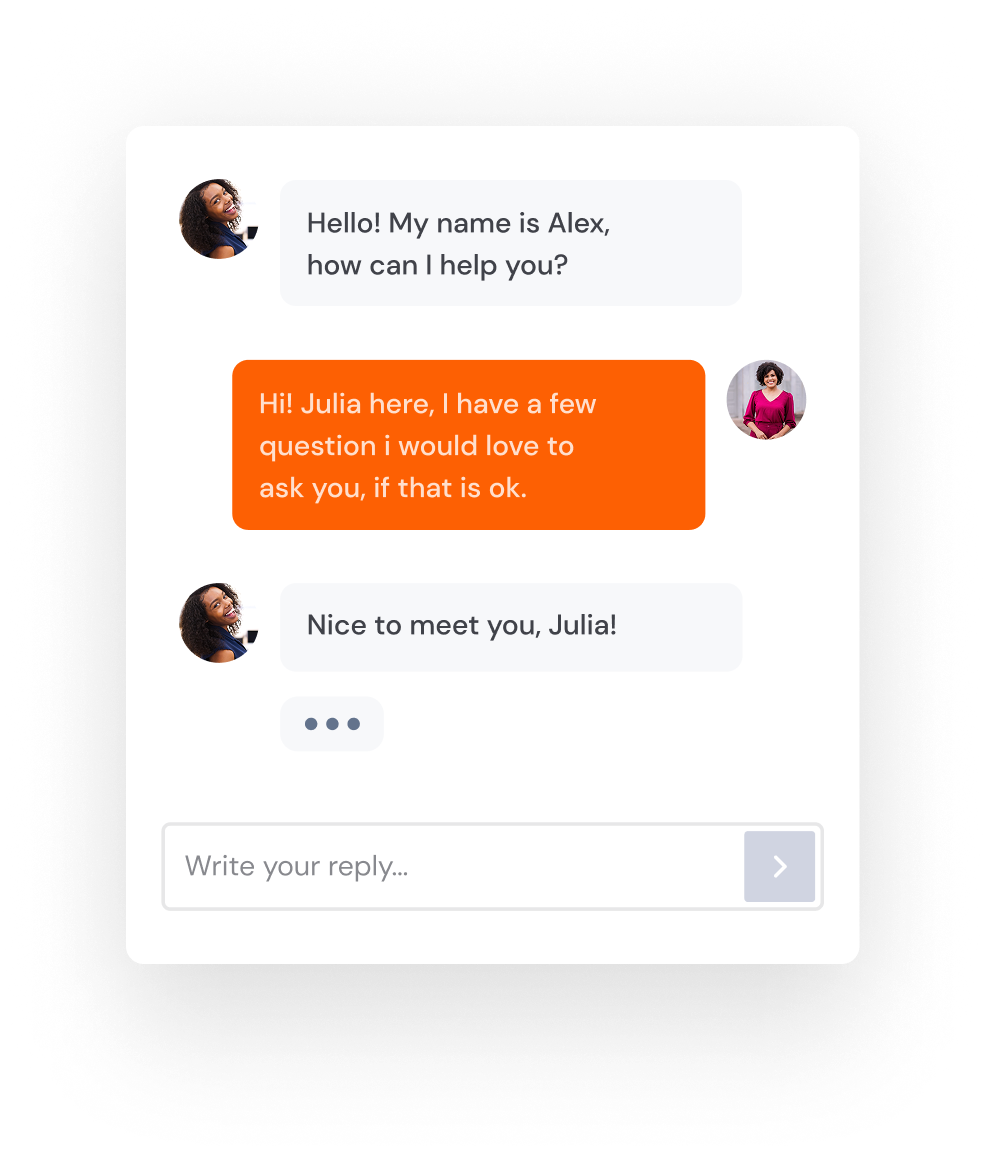 Hello! My name is Alex,
how can I help you?
Hi! Julia here, I have a few
question i would love to
ask you, if that is ok.
Nice to meet you, Julia!
Write your reply...